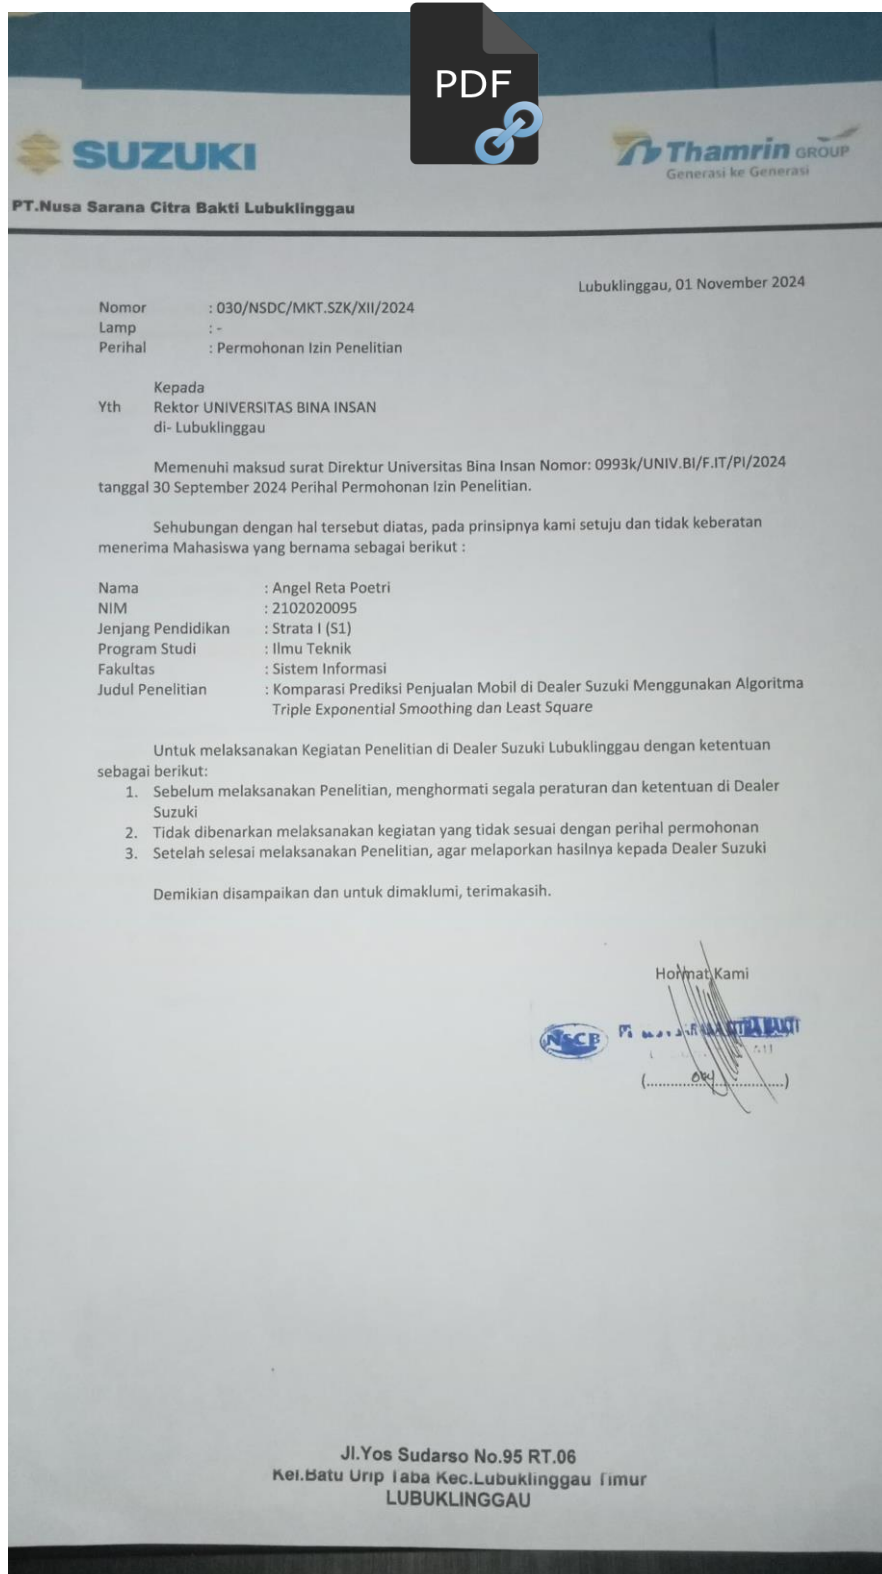 PDF
SUZUKI
Thamrin GROUP
Generasi ke Generasi
PT.Nusa Sarana Citra Bakti Lubuklinggau
Lubuklinggau, 01 November 2024
Nomor : 030/NSDC/MKT.SZK/XII/2024
Lamp : -
Perihal : Permohonan Izin Penelitian
Kepada
Yth Rektor UNIVERSITAS BINA INSAN
di- Lubuklinggau
Memenuhi maksud surat Direktur Universitas Bina Insan Nomor: 0993k/UNIV.BI/F.IT/PI/2024
tanggal 30 September 2024 Perihal Permohonan Izin Penelitian.
Sehubungan dengan hal tersebut diatas, pada prinsipnya kami setuju dan tidak keberatan
menerima Mahasiswa yang bernama sebagai berikut :
Nama : Angel Reta Poetri
NIM : 2102020095
Jenjang Pendidikan : Strata I (S1)
Program Studi : Ilmu Teknik
Fakultas : Sistem Informasi
Judul Penelitian : Komparasi Prediksi Penjualan Mobil di Dealer Suzuki Menggunakan Algoritma
Triple Exponential Smoothing dan Least Square
Untuk melaksanakan Kegiatan Penelitian di Dealer Suzuki Lubuklinggau dengan ketentuan
sebagai berikut:
1. Sebelum melaksanakan Penelitian, menghormati segala peraturan dan ketentuan di Dealer
Suzuki
2. Tidak dibenarkan melaksanakan kegiatan yang tidak sesuai dengan perihal permohonan
3. Setelah selesai melaksanakan Penelitian, agar melaporkan hasilnya kepada Dealer Suzuki
Demikian disampaikan dan untuk dimaklumi, terimakasih.
Hormat Kami
NSCB
CITRA BAKTI
(........................)
Jl.Yos Sudarso No.95 RT.06
Kel.Batu Urip Taba Kec.Lubuklinggau Timur
LUBUKLINGGAU